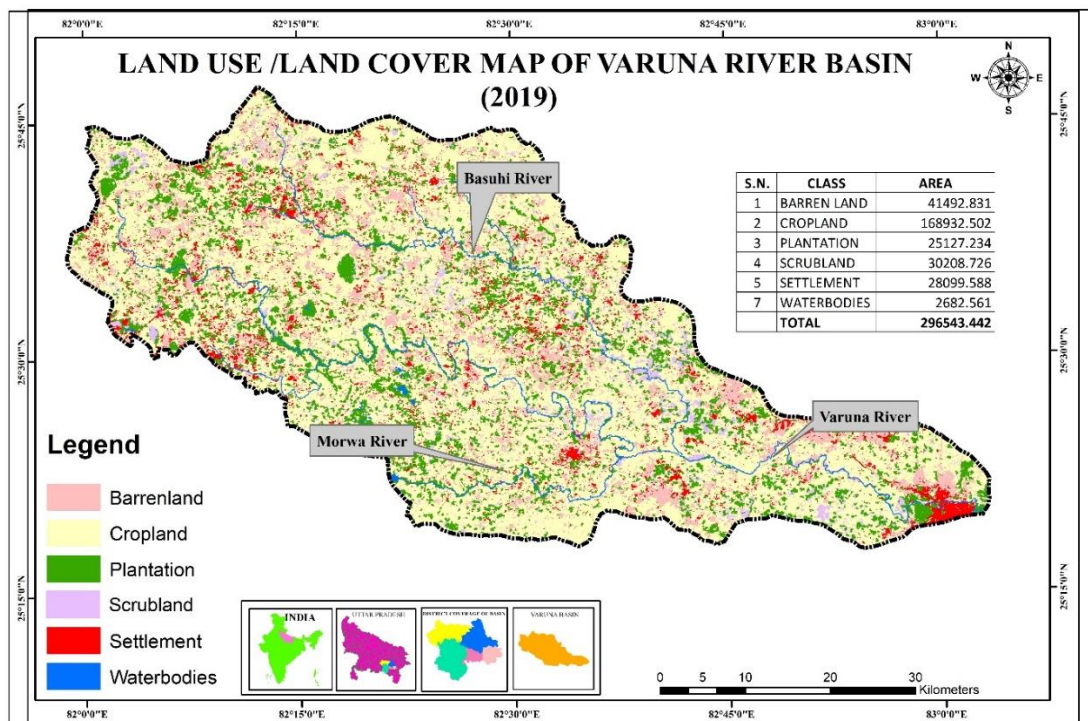 82°0'0"E 82°15'0"E 82°30'0"E 82°45'0"E 83°0'0"E
LAND USE /LAND COVER MAP OF VARUNA RIVER BASIN
(2019)
N
W E
S
25°45'0"N
25°45'0"N
Basuhi River
S.N. CLASS AREA
1 BARREN LAND 41492.831
2 CROPLAND 168932.502
3 PLANTATION 25127.234
4 SCRUBLAND 30208.726
5 SETTLEMENT 28099.588
7 WATERBODIES 2682.561
TOTAL 296543.442
25°30'0"N
25°30'0"N
Varuna River
Morwa River
Legend
Barrenland
Cropland
Plantation
Scrubland
Settlement
Waterbodies
25°15'0"N
25°15'0"N
INDIA
UTTAR PRADESH
DISTRICT COVERAGE OF BASIN
VARUNA BASIN
0 5 10 20 30
Kilometers
82°0'0"E 82°15'0"E 82°30'0"E 82°45'0"E 83°0'0"E